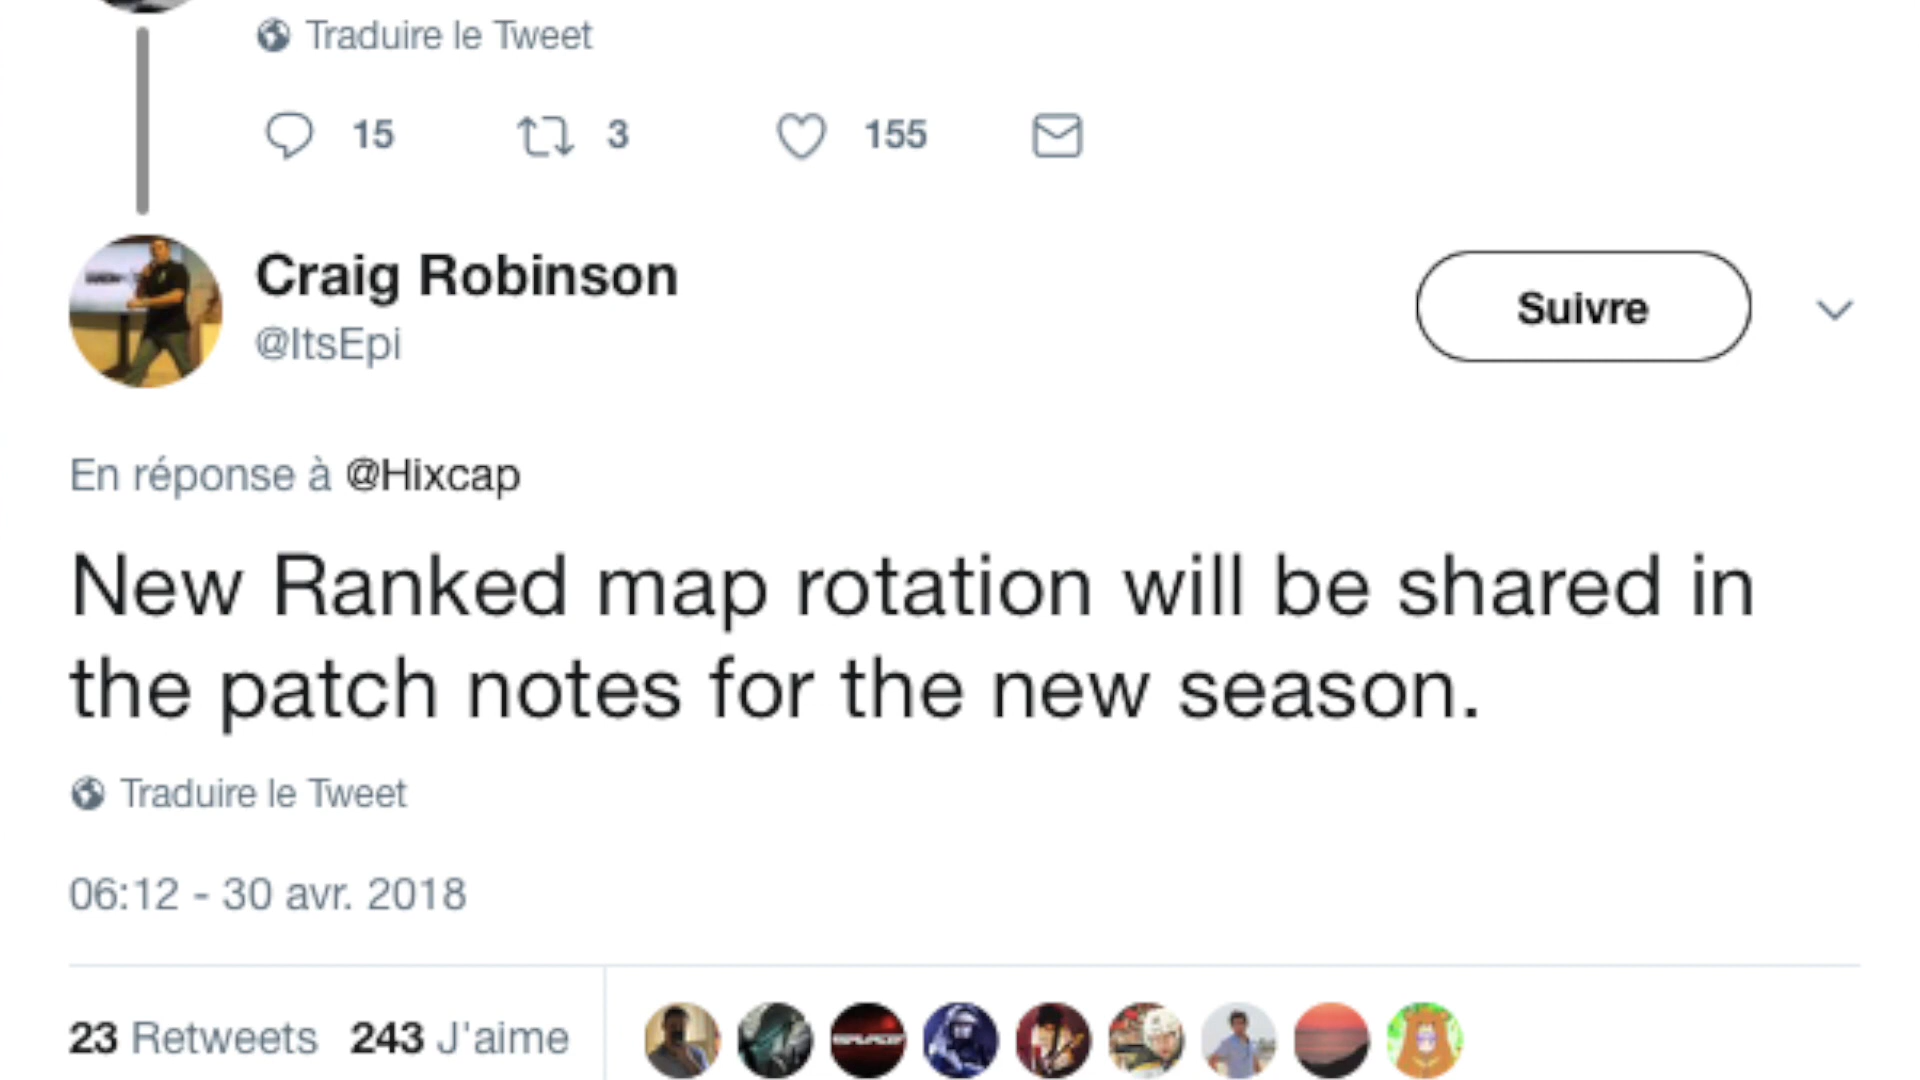 Traduire le Tweet
15 3 155
Craig Robinson
@ItsEpi
Suivre
En réponse à @Hixcap
New Ranked map rotation will be shared in
the patch notes for the new season.
Traduire le Tweet
06:12 - 30 avr. 2018
23 Retweets 243 J'aime